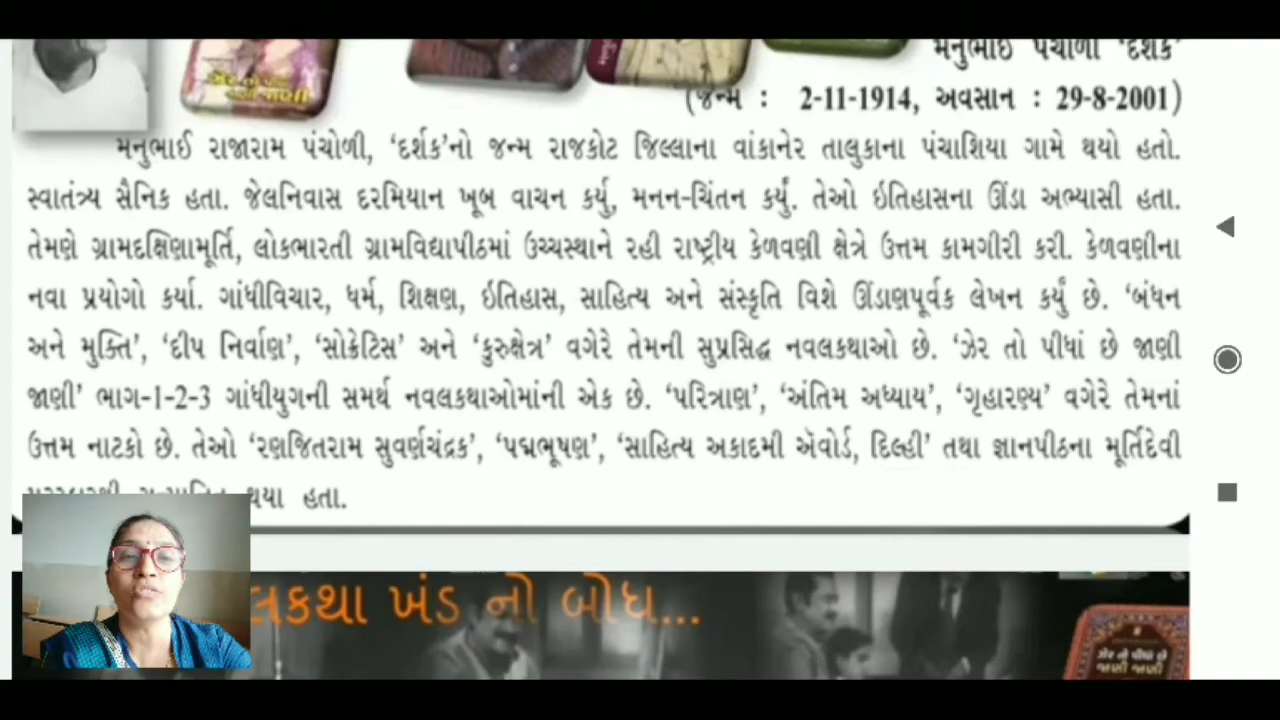 ઝેર તો પીધાં
મનુભાઈ પંચોળી 'દર્શક'
(જન્મ : 2-11-1914, અવસાન : 29-8-2001)
મનુભાઈ રાજારામ પંચોળી, 'દર્શક'નો જન્મ રાજકોટ જિલ્લાના વાંકાનેર તાલુકાના પંચાશિયા ગામે થયો હતો.
સ્વાતંત્ર્ય સૈનિક હતા. જેલનિવાસ દરમિયાન ખૂબ વાચન કર્યુ, મનન-ચિંતન કર્યું. તેઓ ઇતિહાસના ઊંડા અભ્યાસી હતા.
તેમણે ગ્રામદક્ષિણામૂર્તિ, લોકભારતી ગ્રામવિદ્યાપીઠમાં ઉચ્ચસ્થાને રહી રાષ્ટ્રીય કેળવણી ક્ષેત્રે ઉત્તમ કામગીરી કરી. કેળવણીના
નવા પ્રયોગો કર્યા. ગાંધીવિચાર, ધર્મ, શિક્ષણ, ઇતિહાસ, સાહિત્ય અને સંસ્કૃતિ વિશે ઊંડાણપૂર્વક લેખન કર્યું છે. 'બંધન
અને મુક્તિ', 'દીપ નિર્વાણ', 'સોક્રેટિસ' અને 'કુરુક્ષેત્ર' વગેરે તેમની સુપ્રસિદ્ધ નવલકથાઓ છે. 'ઝેર તો પીધાં છે જાણી
જાણી' ભાગ-1-2-3 ગાંધીયુગની સમર્થ નવલકથાઓમાંની એક છે. 'પરિત્રાણ', 'અંતિમ અધ્યાય', 'ગૃહારણ્ય' વગેરે તેમનાં
ઉત્તમ નાટકો છે. તેઓ 'રણજિતરામ સુવર્ણચંદ્રક', 'પદ્મભૂષણ', 'સાહિત્ય અકાદમી ઍવોર્ડ, દિલ્હી' તથા જ્ઞાનપીઠના મૂર્તિદેવી
થયા હતા.
લકથા ખંડ નો બોધ...
ઝેર તો પીધાં છે
જાણી જાણી